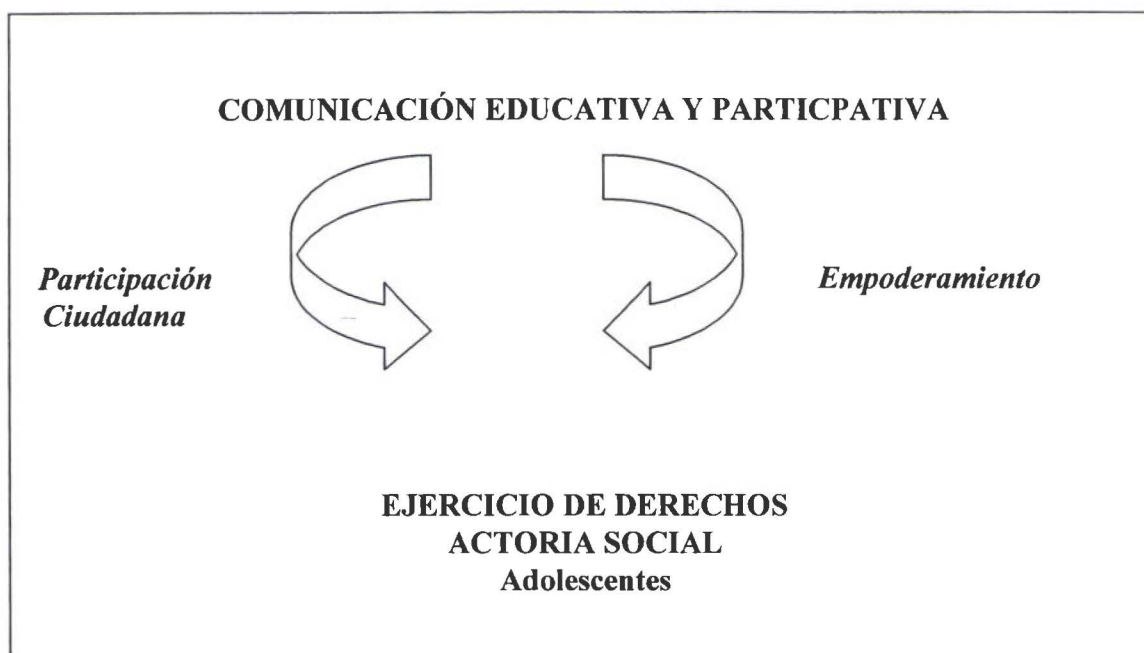 COMUNICACIÓN EDUCATIVA Y PARTICPATIVA
Participación
Ciudadana
Empoderamiento
EJERCICIO DE DERECHOS
ACTORIA SOCIAL
Adolescentes